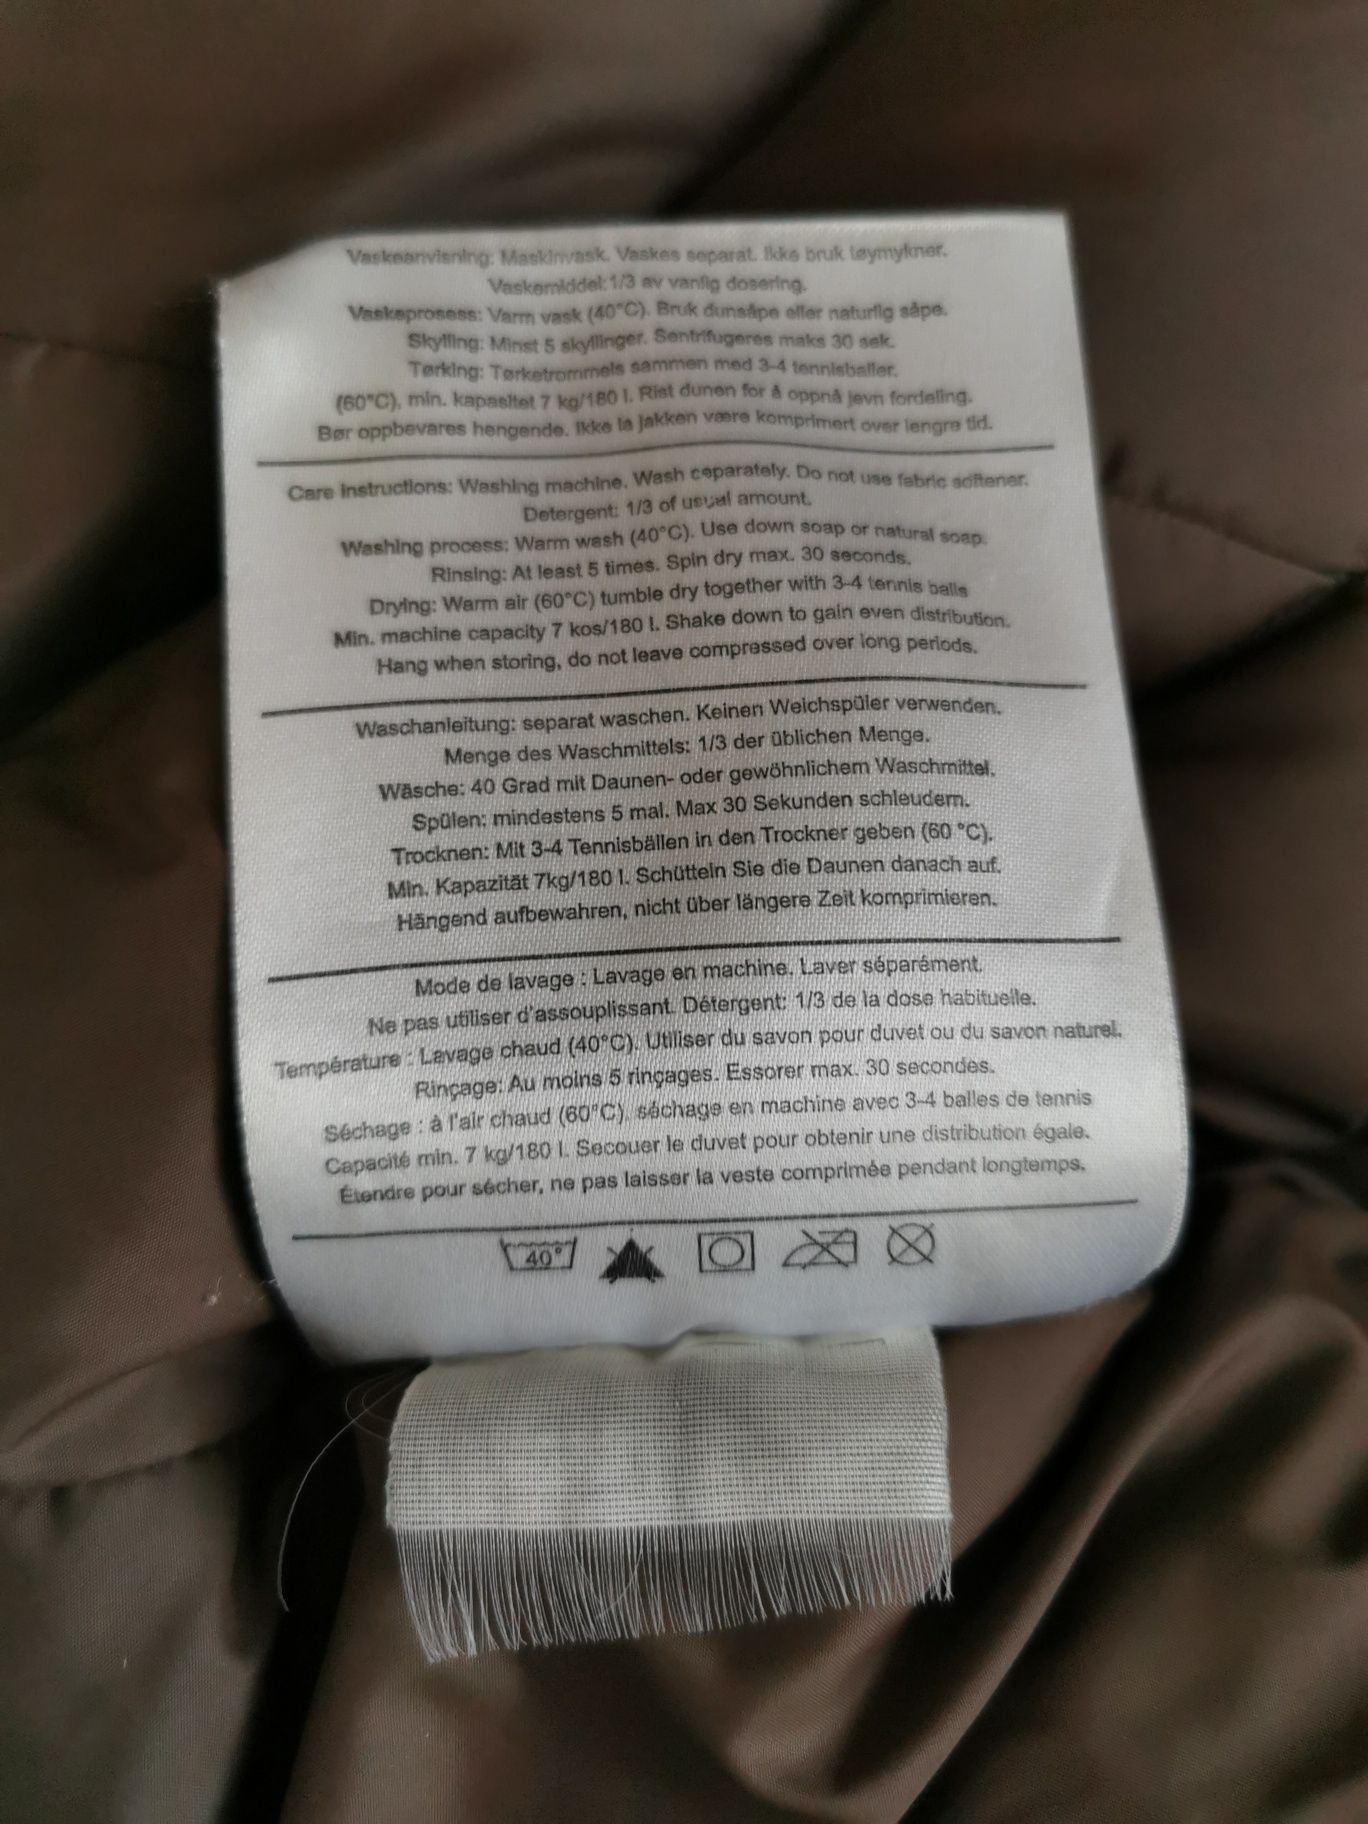 Vaskeanvisning: Maskinvask. Vaskes separat. Ikke bruk tøymykner.
Vaskemiddel:1/3 av vanlig dosering.
Vaskeprosess: Varm vask (40°C). Bruk dunsåpe eller naturlig såpe.
Skylling: Minst 5 skyllinger. Sentrifugeres maks 30 sek.
Tørking: Tørketrommels sammen med 3-4 tennisballer.
(60°C), min. kapasitet 7 kg/180 l. Rist dunen for å oppnå jevn fordeling.
Bør oppbevares hengende. Ikke la jakken være komprimert over lengre tid.
Care Instructions: Washing machine. Wash ceparately. Do not use fabric softener.
Detergent: 1/3 of usual amount.
Washing process: Warm wash (40°C). Use down soap or natural soap.
Rinsing: At least 5 times. Spin dry max. 30 seconds.
Drying: Warm air (60°C) tumble dry together with 3-4 tennis balls
Min. machine capacity 7 kos/180 l. Shake down to gain even distribution.
Hang when storing, do not leave compressed over long periods.
Waschanleitung: separat waschen. Keinen Weichspüler verwenden.
Menge des Waschmittels: 1/3 der üblichen Menge.
Wäsche: 40 Grad mit Daunen- oder gewöhnlichem Waschmittel.
Spülen: mindestens 5 mal. Max 30 Sekunden schleudern.
Trocknen: Mit 3-4 Tennisbällen in den Trockner geben (60 °C).
Min. Kapazität 7kg/180 l. Schütteln Sie die Daunen danach auf.
Hängend aufbewahren, nicht über längere Zeit komprimieren.
Mode de lavage : Lavage en machine. Laver séparément.
Ne pas utiliser d'assouplissant. Détergent: 1/3 de la dose habituelle.
Température : Lavage chaud (40°C). Utiliser du savon pour duvet ou du savon naturel.
Rinçage: Au moins 5 rinçages. Essorer max. 30 secondes.
Séchage : à l'air chaud (60°C), séchage en machine avec 3-4 balles de tennis
Capacité min. 7 kg/180 l. Secouer le duvet pour obtenir une distribution égale.
Étendre pour sécher, ne pas laisser la veste comprimée pendant longtemps.
40°